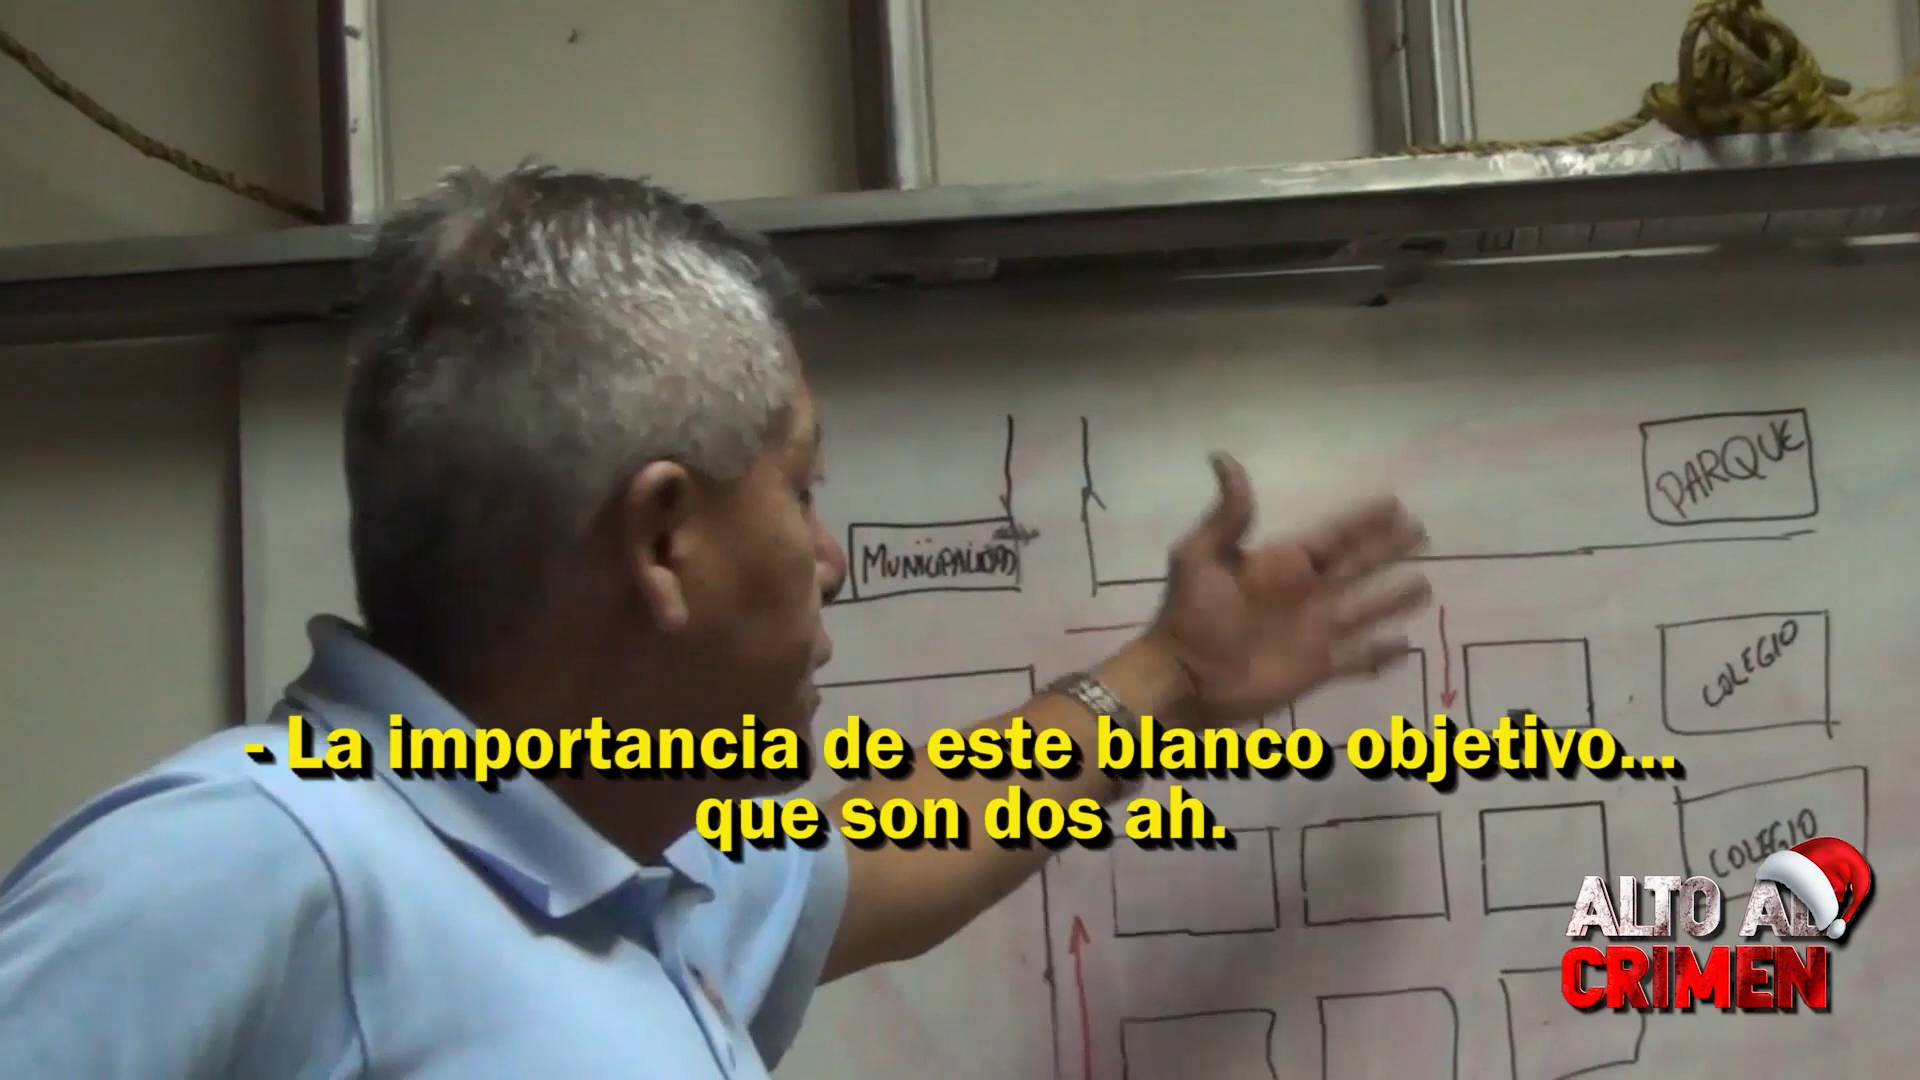 PARQUE
MUNICIPALIDAD
COLEGIO
- La importancia de este blanco objetivo...
que son dos ah.
COLEGIO
ALTO AL
CRIMEN